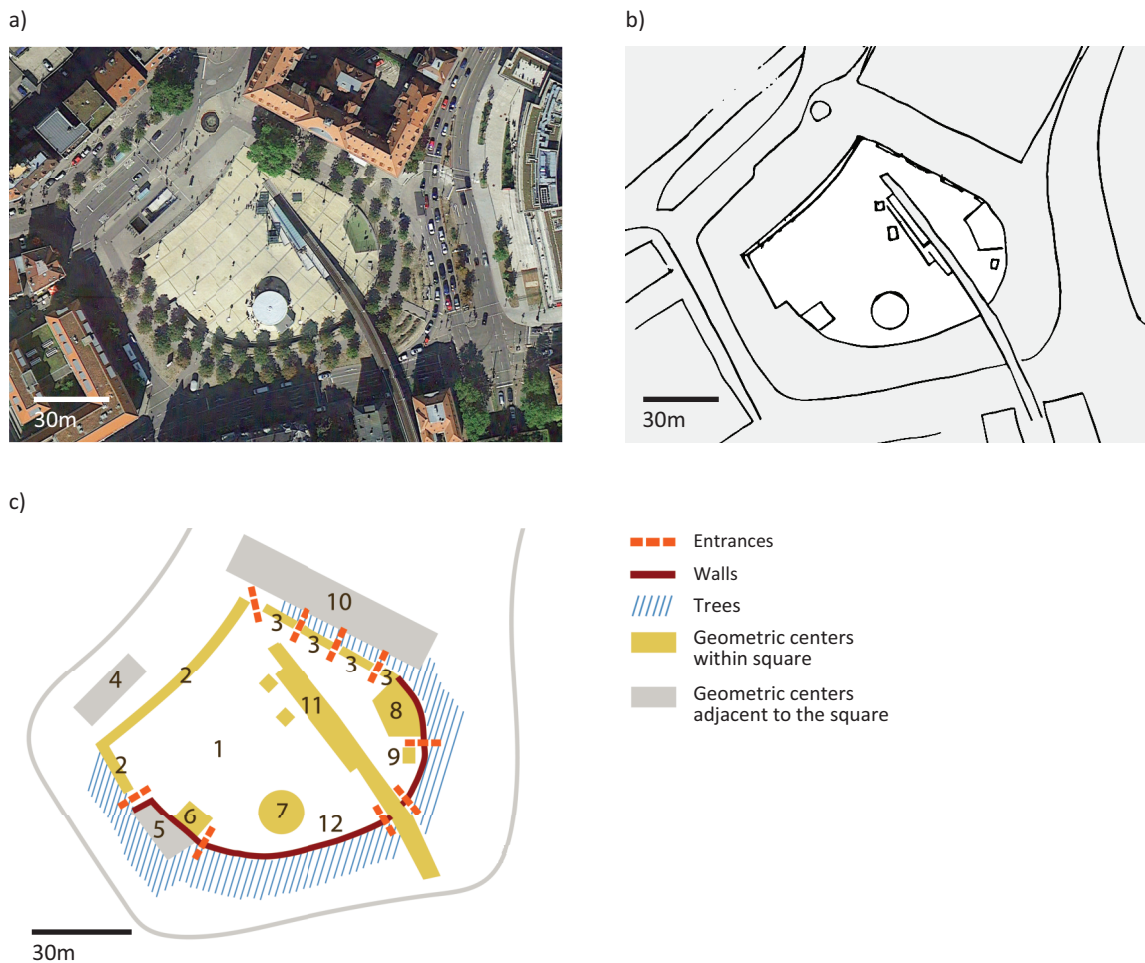 a)
b)
30m
30m
c)
10
3
3
3
3
2
4
11
8
1
9
2
7
6
12
5
30m
Entrances
Walls
Trees
Geometric centers
within square
Geometric centers
adjacent to the square